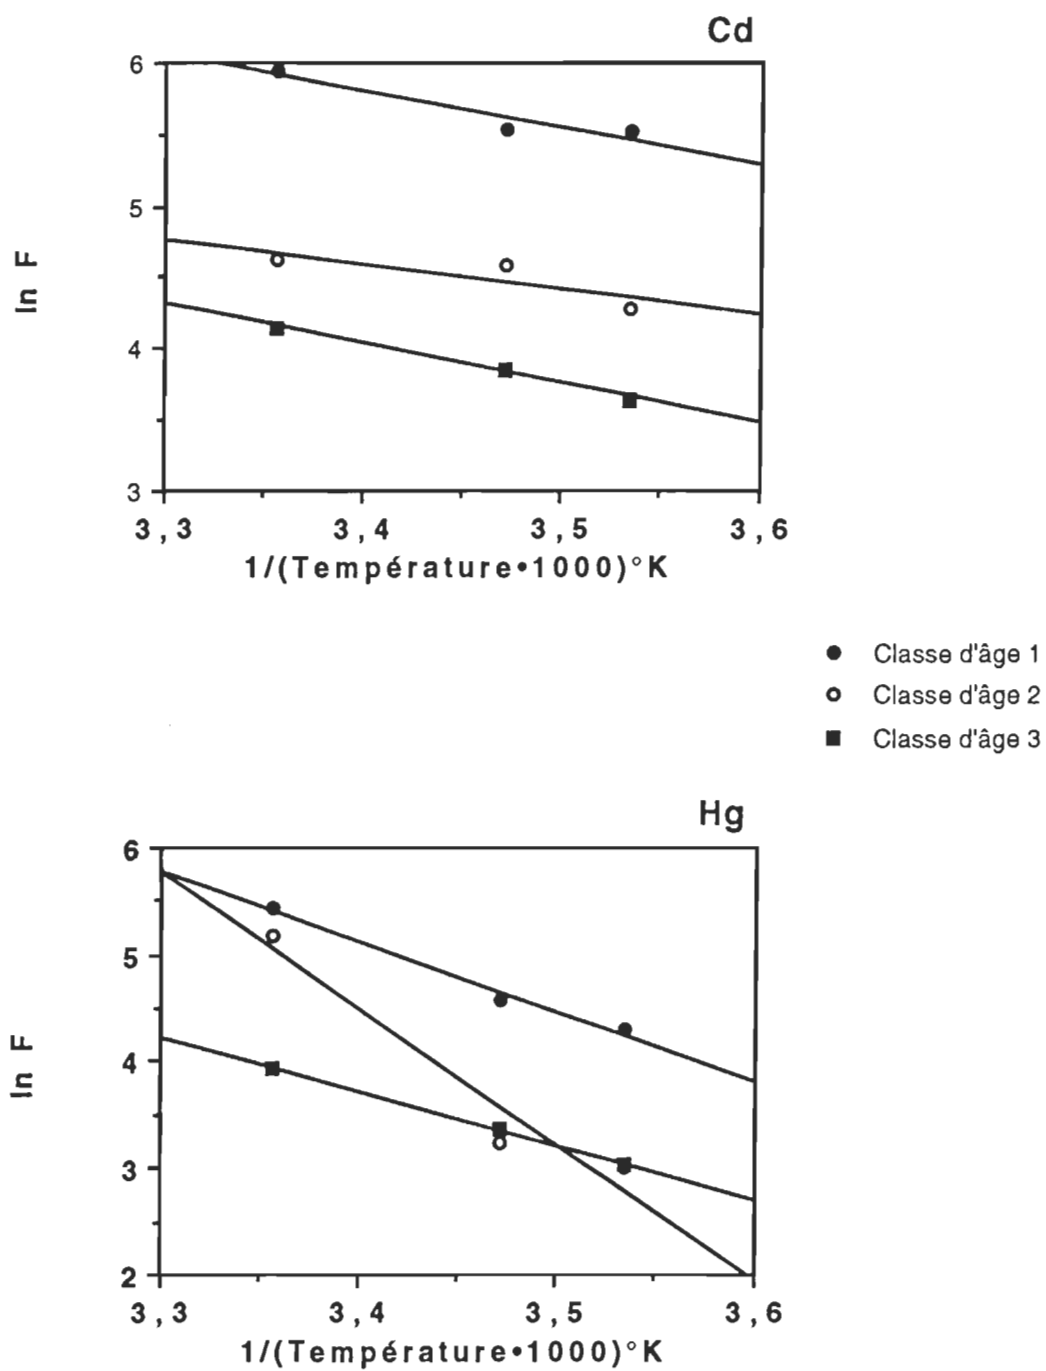 Cd
6
5
4
3
ln F
3,3 3,4 3,5 3,6
1/(Température•1000)°K
Classe d'âge 1
Classe d'âge 2
Classe d'âge 3
Hg
6
5
4
3
2
ln F
3,3 3,4 3,5 3,6
1/(Température•1000)°K